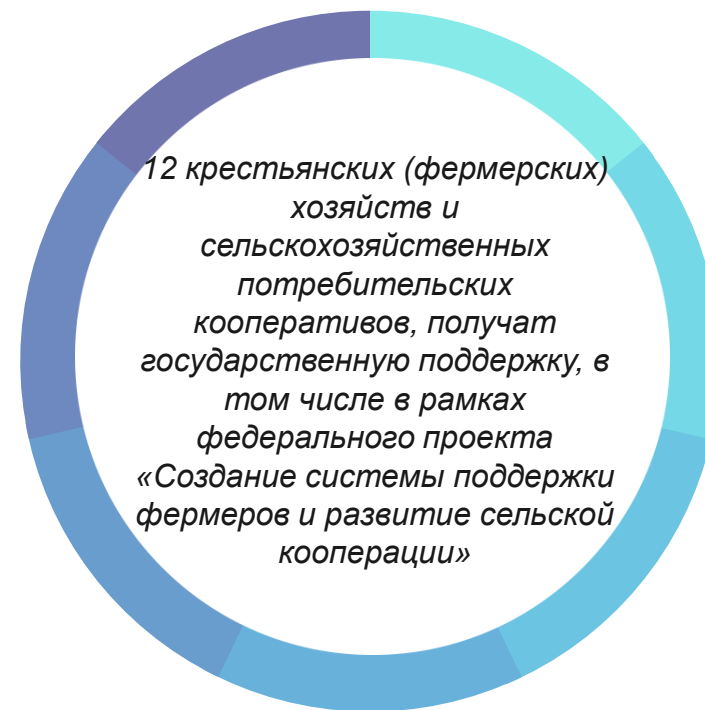 12 крестьянских (фермерских)
хозяйств и
сельскохозяйственных
потребительских
кооперативов, получат
государственную поддержку, в
том числе в рамках
федерального проекта
«Создание системы поддержки
фермеров и развитие сельской
кооперации»